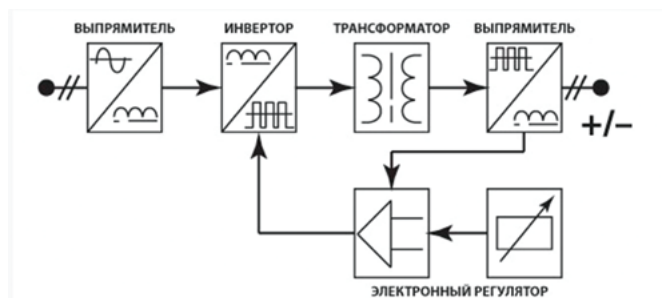 ВЫПРЯМИТЕЛЬ ИНВЕРТОР ТРАНСФОРМАТОР ВЫПРЯМИТЕЛЬ
+/−
ЭЛЕКТРОННЫЙ РЕГУЛЯТОР